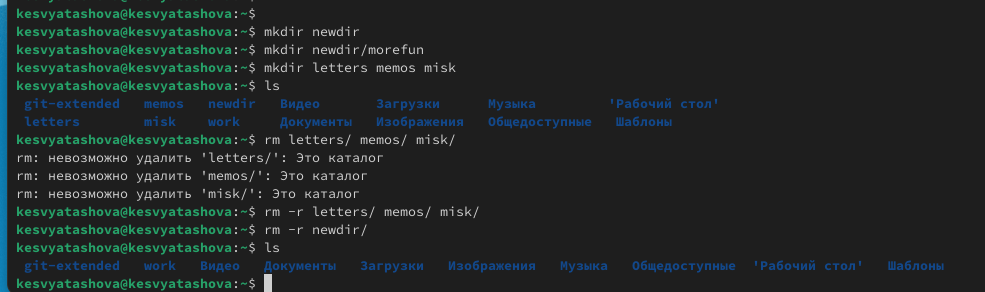 kesvyatashova@kesvyatashova:~$
kesvyatashova@kesvyatashova:~$ mkdir newdir
kesvyatashova@kesvyatashova:~$ mkdir newdir/morefun
kesvyatashova@kesvyatashova:~$ mkdir letters memos misk
kesvyatashova@kesvyatashova:~$ ls
git-extended memos newdir Видео Загрузки Музыка 'Рабочий стол'
letters misk work Документы Изображения Общедоступные Шаблоны
kesvyatashova@kesvyatashova:~$ rm letters/ memos/ misk/
rm: невозможно удалить 'letters/': Это каталог
rm: невозможно удалить 'memos/': Это каталог
rm: невозможно удалить 'misk/': Это каталог
kesvyatashova@kesvyatashova:~$ rm -r letters/ memos/ misk/
kesvyatashova@kesvyatashova:~$ rm -r newdir/
kesvyatashova@kesvyatashova:~$ ls
git-extended work Видео Документы Загрузки Изображения Музыка Общедоступные 'Рабочий стол' Шаблоны
kesvyatashova@kesvyatashova:~$